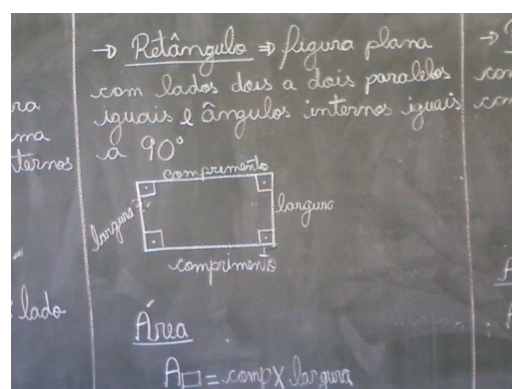 → Retângulo ⇒ figura plana
com lados dois a dois paralelos
iguais e ângulos internos iguais
a 90°
comprimento
largura
largura
comprimento
Área
A▭ = comp X largura
ternos
lado